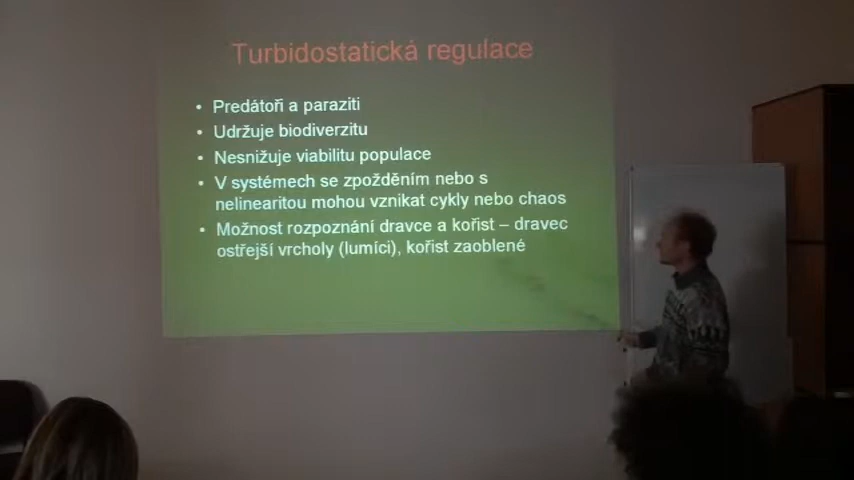 Turbidostatická regulace
• Predátoři a paraziti
• Udržuje biodiverzitu
• Nesnižuje viabilitu populace
• V systémech se zpožděním nebo s
nelinearitou mohou vznikat cykly nebo chaos
• Možnost rozpoznání dravce a kořist – dravec
ostřejší vrcholy (lumíci), kořist zaoblené